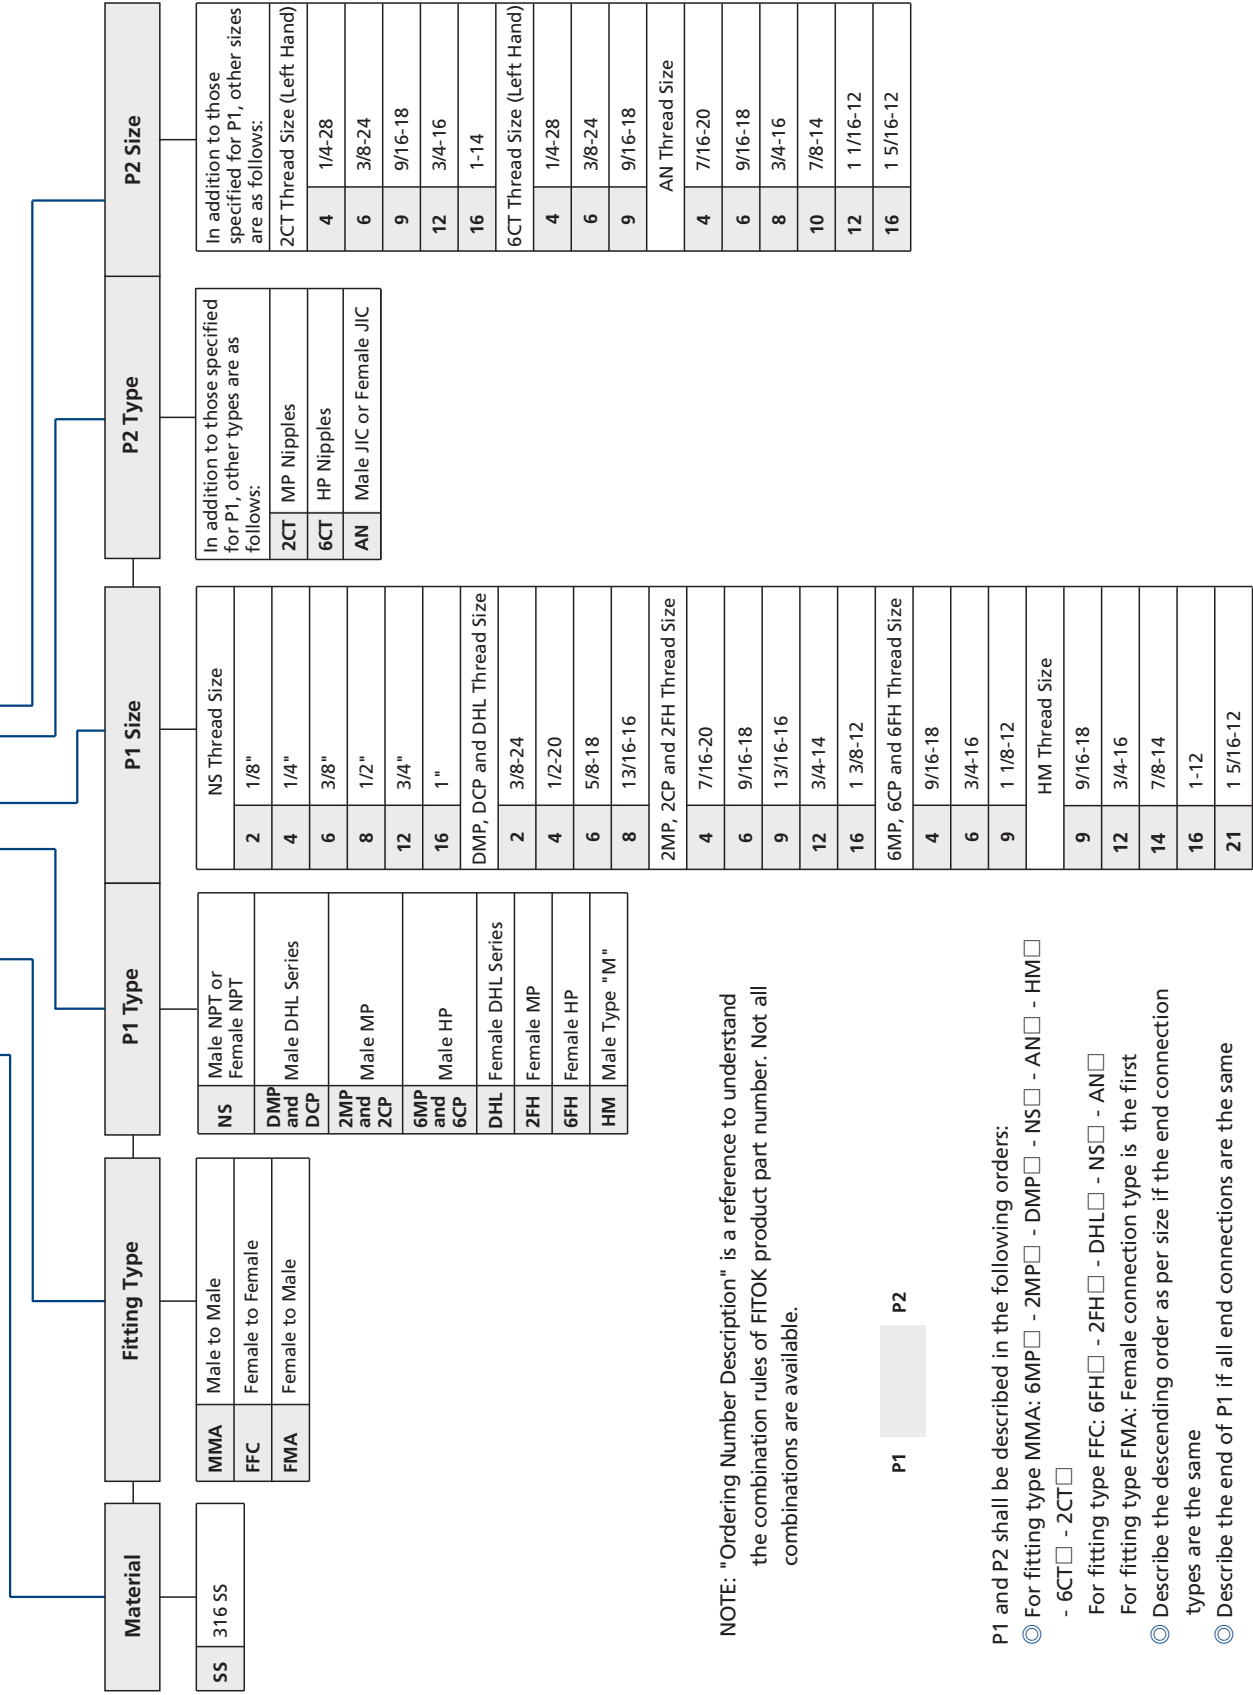 Material
SS 316 SS
Fitting Type
MMA Male to Male
FFC Female to Female
FMA Female to Male
P1 Type
NS Male NPT or
Female NPT
DMP
and
DCP
Male DHL Series
2MP
and
2CP
Male MP
6MP
and
6CP
Male HP
DHL Female DHL Series
2FH Female MP
6FH Female HP
HM Male Type "M"
P1 Size
NS Thread Size
2 1/8"
4 1/4"
6 3/8"
8 1/2"
12 3/4"
16 1"
DMP, DCP and DHL Thread Size
2 3/8-24
4 1/2-20
6 5/8-18
8 13/16-16
2MP, 2CP and 2FH Thread Size
4 7/16-20
6 9/16-18
9 13/16-16
12 3/4-14
16 1 3/8-12
6MP, 6CP and 6FH Thread Size
4 9/16-18
6 3/4-16
9 1 1/8-12
HM Thread Size
9 9/16-18
12 3/4-16
14 7/8-14
16 1-12
21 1 5/16-12
P2 Type
In addition to those specified
for P1, other types are as
follows:
2CT MP Nipples
6CT HP Nipples
AN Male JIC or Female JIC
P2 Size
In addition to those
specified for P1, other sizes
are as follows:
2CT Thread Size (Left Hand)
4 1/4-28
6 3/8-24
9 9/16-18
12 3/4-16
16 1-14
6CT Thread Size (Left Hand)
4 1/4-28
6 3/8-24
9 9/16-18
AN Thread Size
4 7/16-20
6 9/16-18
8 3/4-16
10 7/8-14
12 1 1/16-12
16 1 5/16-12
NOTE: "Ordering Number Description" is a reference to understand
the combination rules of FITOK product part number. Not all
combinations are available.
P1 P2
P1 and P2 shall be described in the following orders:
◎ For fitting type MMA: 6MP□ - 2MP□ - DMP□ - NS□ - AN□ - HM□
- 6CT□ - 2CT□
For fitting type FFC: 6FH□ - 2FH□ - DHL□ - NS□ - AN□
For fitting type FMA: Female connection type is the first
◎ Describe the descending order as per size if the end connection
types are the same
◎ Describe the end of P1 if all end connections are the same